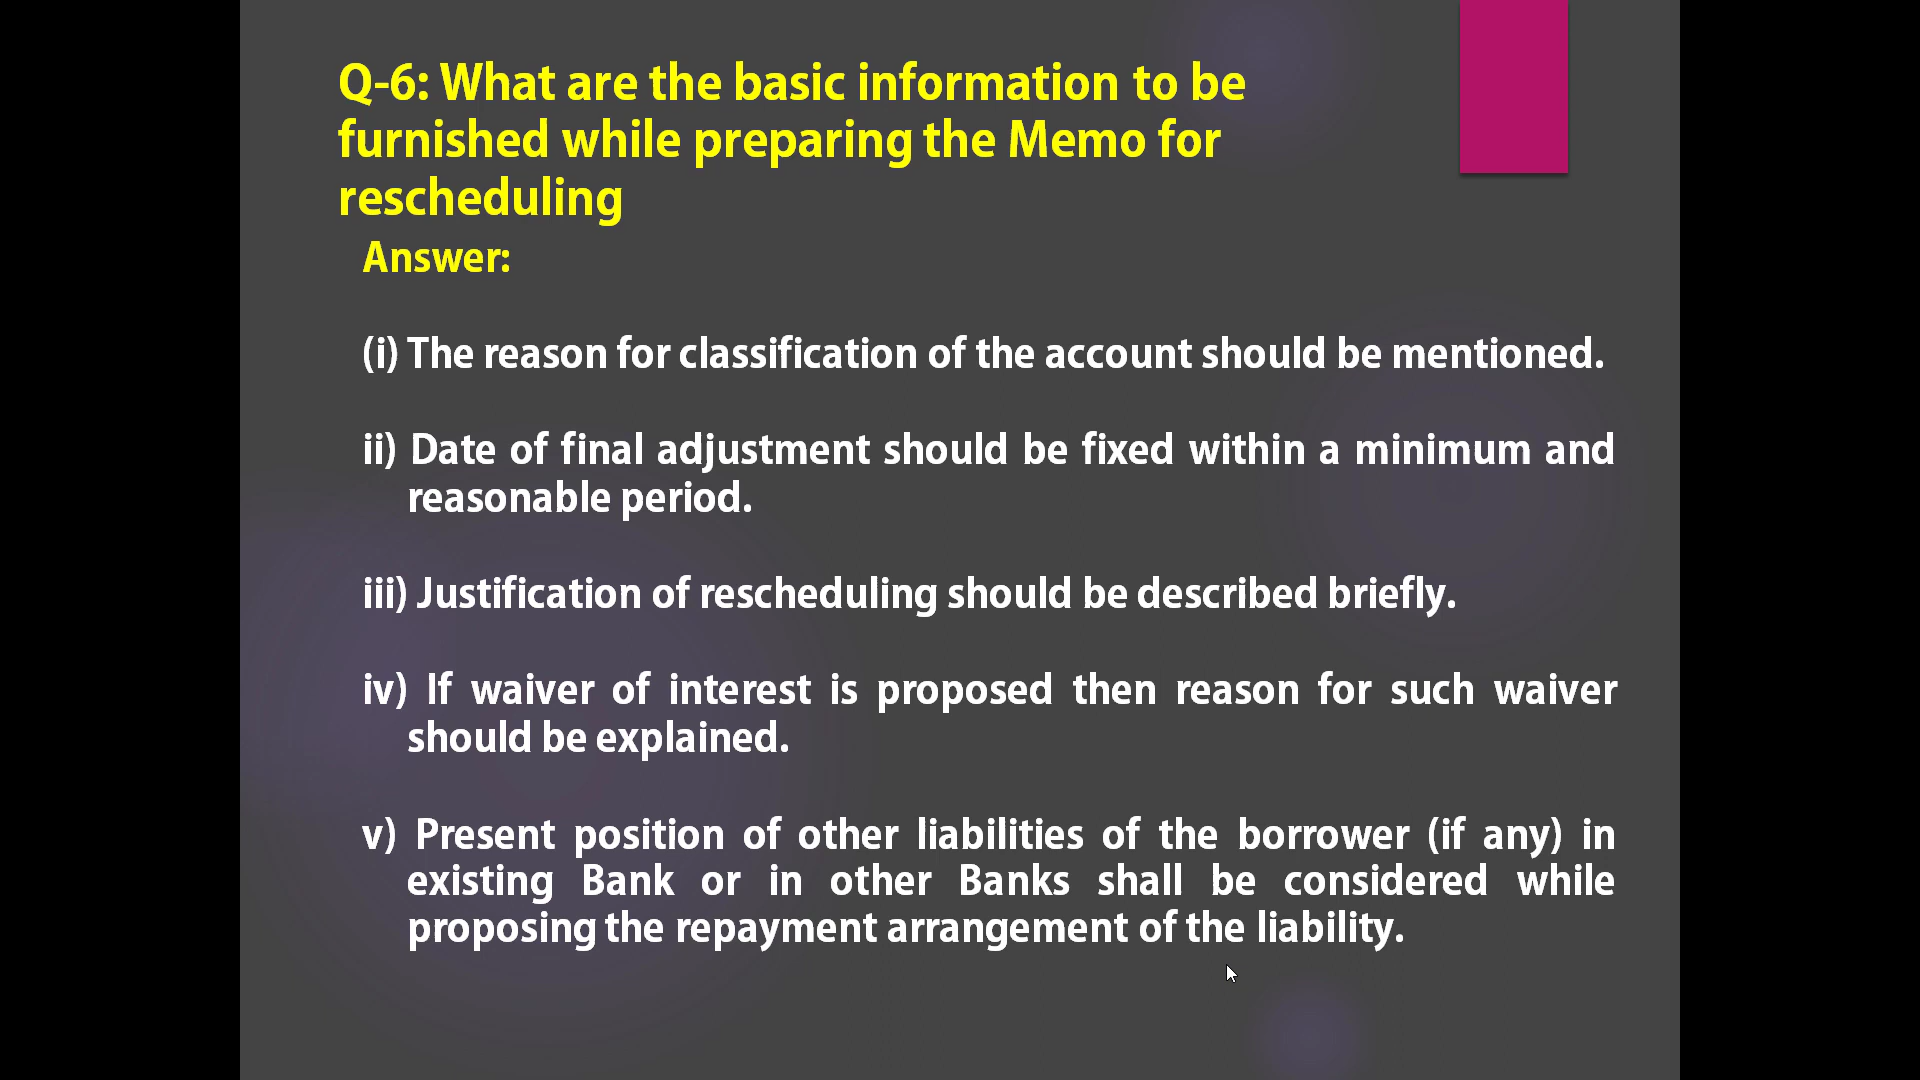 Q-6: What are the basic information to be
furnished while preparing the Memo for
rescheduling
Answer:
(i) The reason for classification of the account should be mentioned.
ii) Date of final adjustment should be fixed within a minimum and
reasonable period.
iii) Justification of rescheduling should be described briefly.
iv) If waiver of interest is proposed then reason for such waiver
should be explained.
v) Present position of other liabilities of the borrower (if any) in
existing Bank or in other Banks shall be considered while
proposing the repayment arrangement of the liability.